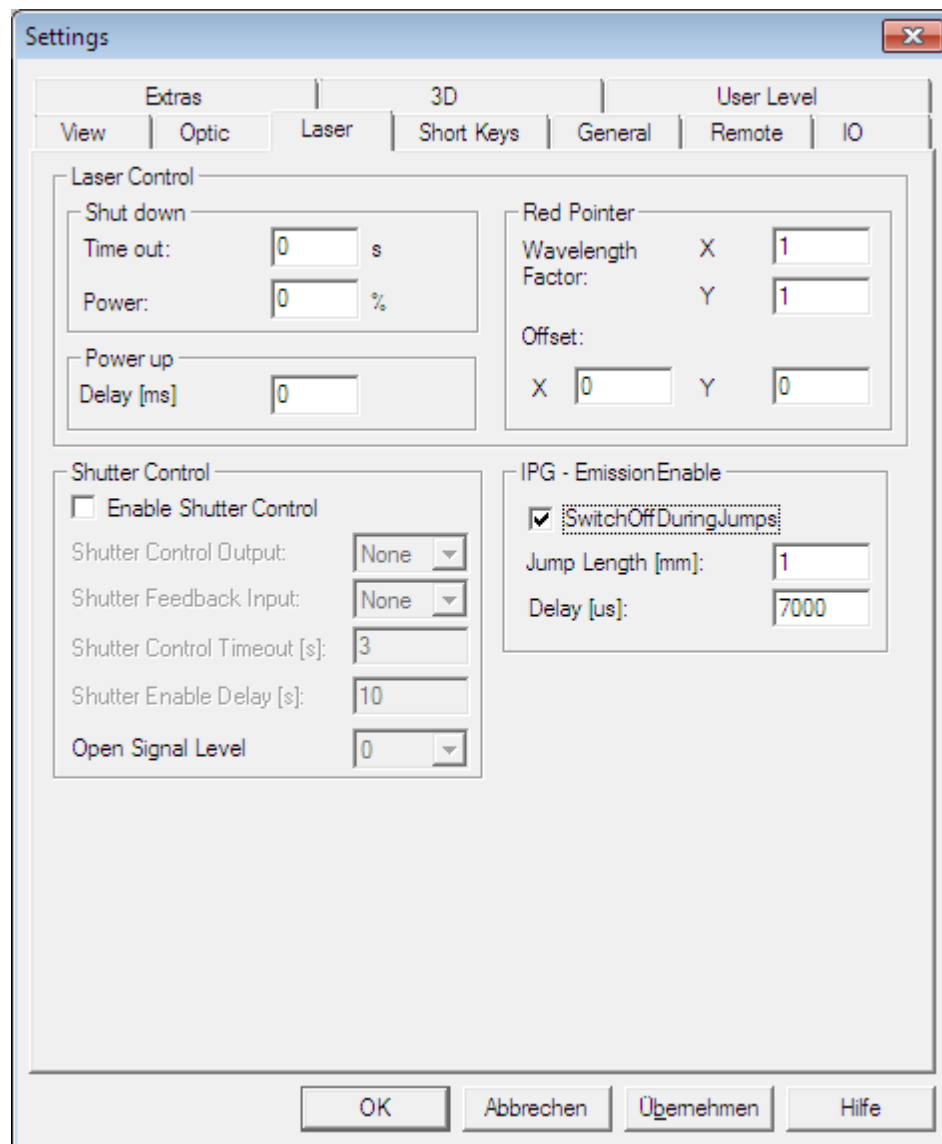 Settings
Extras 3D User Level
View Optic Laser Short Keys General Remote IO
Laser Control
Shut down
Time out: 0 s
Power: 0 %
Power up
Delay [ms] 0
Red Pointer
Wavelength Factor: X 1
Y 1
Offset:
X 0 Y 0
Shutter Control
Enable Shutter Control
Shutter Control Output: None
Shutter Feedback Input: None
Shutter Control Timeout [s]: 3
Shutter Enable Delay [s]: 10
Open Signal Level 0
IPG - EmissionEnable
SwitchOffDuringJumps
Jump Length [mm]: 1
Delay [us]: 7000
OK Abbrechen Übernehmen Hilfe